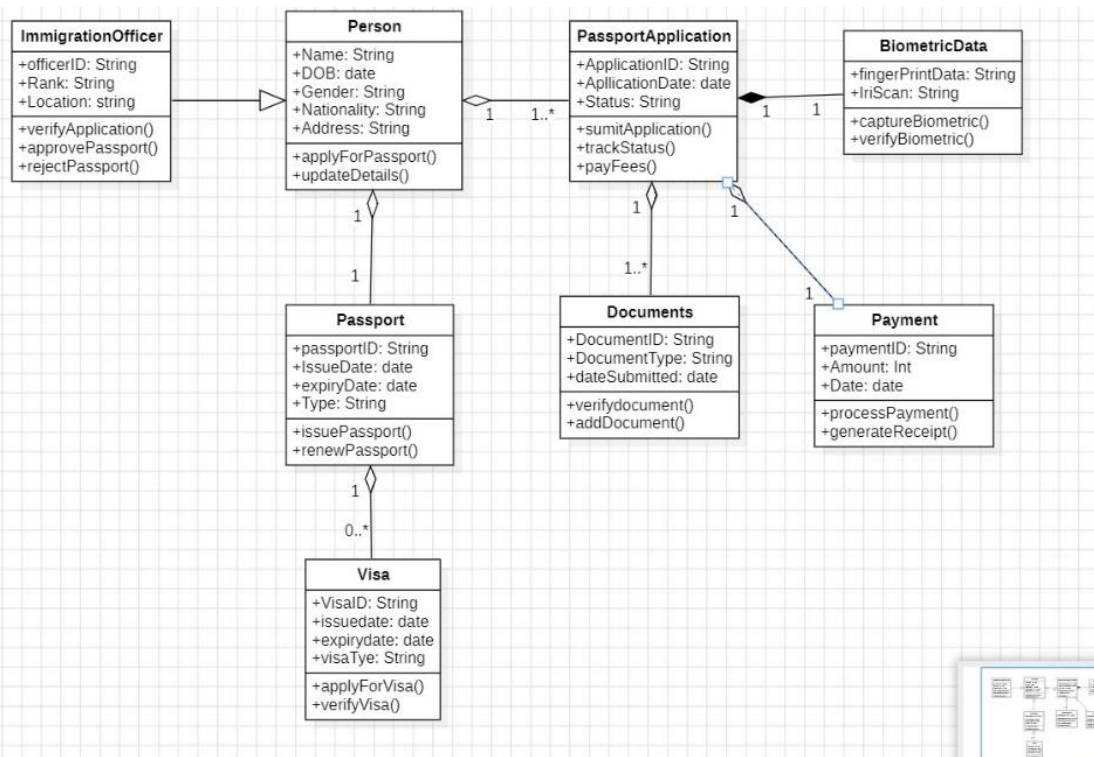 ImmigrationOfficer
+officerID: String
+Rank: String
+Location: string
+verifyApplication()
+approvePassport()
+rejectPassport()
Person
+Name: String
+DOB: date
+Gender: String
+Nationality: String
+Address: String
+applyForPassport()
+updateDetails()
1
1..*
PassportApplication
+ApplicationID: String
+ApllicationDate: date
+Status: String
+sumitApplication()
+trackStatus()
+payFees()
1
1
BiometricData
+fingerPrintData: String
+IriScan: String
+captureBiometric()
+verifyBiometric()
1
1
1
1..*
1
1
Passport
+passportID: String
+IssueDate: date
+expiryDate: date
+Type: String
+issuePassport()
+renewPassport()
Documents
+DocumentID: String
+DocumentType: String
+dateSubmitted: date
+verifydocument()
+addDocument()
Payment
+paymentID: String
+Amount: Int
+Date: date
+processPayment()
+generateReceipt()
1
0..*
Visa
+VisaID: String
+issuedate: date
+expirydate: date
+visaTye: String
+applyForVisa()
+verifyVisa()